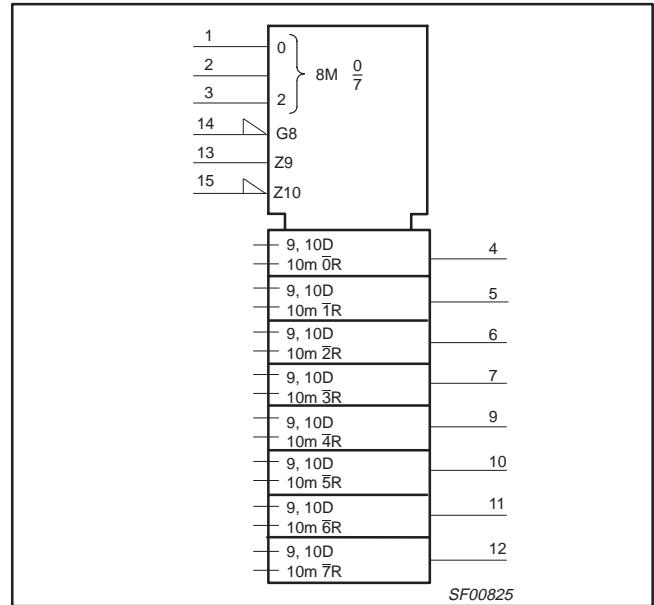 1
0
2
8M 0/7
3
2
14
G8
13
Z9
15
Z10
9, 10D
4
10m 0̅R
9, 10D
5
10m 1̅R
9, 10D
6
10m 2̅R
9, 10D
7
10m 3̅R
9, 10D
9
10m 4̅R
9, 10D
10
10m 5̅R
9, 10D
11
10m 6̅R
9, 10D
12
10m 7̅R
SF00825